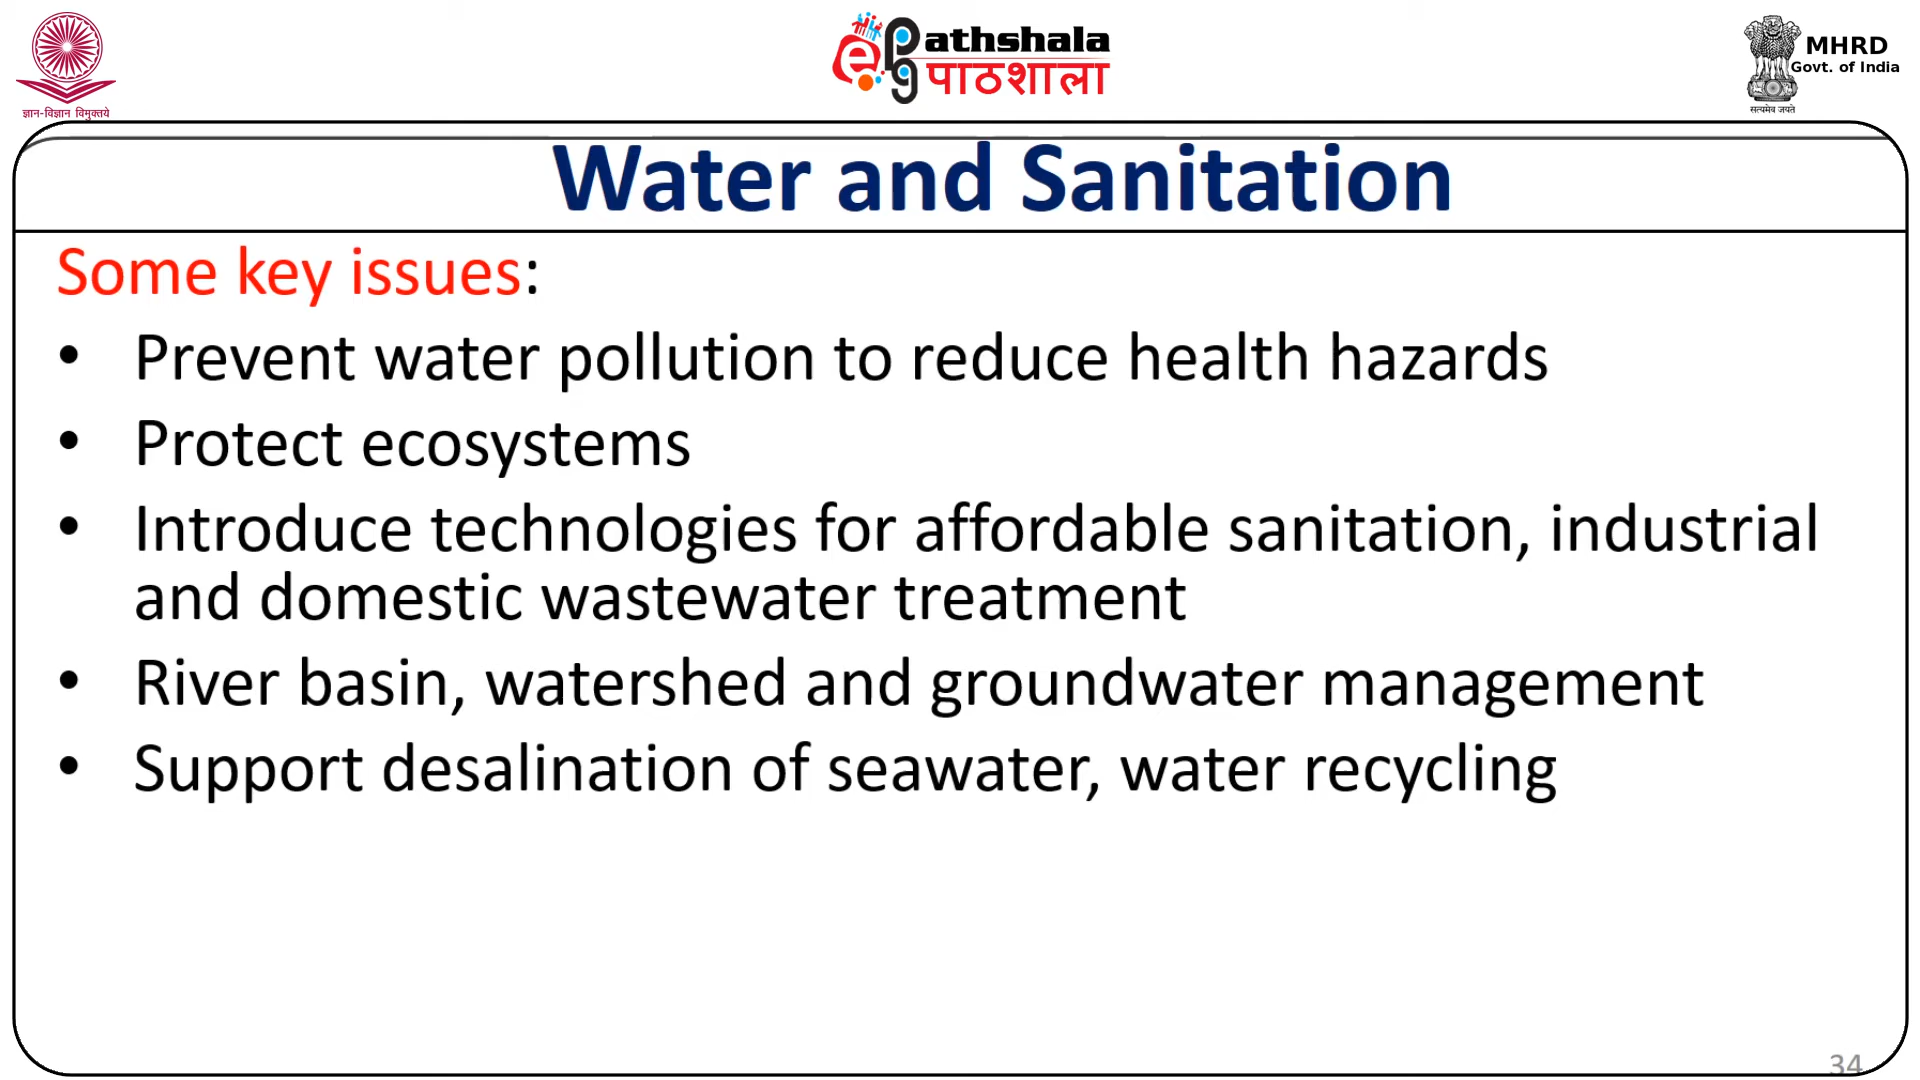 ज्ञान-विज्ञान विमुक्तये
ePG Pathshala
पाठशाला
MHRD
Govt. of India
सत्यमेव जयते
Water and Sanitation
Some key issues:
• Prevent water pollution to reduce health hazards
• Protect ecosystems
• Introduce technologies for affordable sanitation, industrial
and domestic wastewater treatment
• River basin, watershed and groundwater management
• Support desalination of seawater, water recycling
34